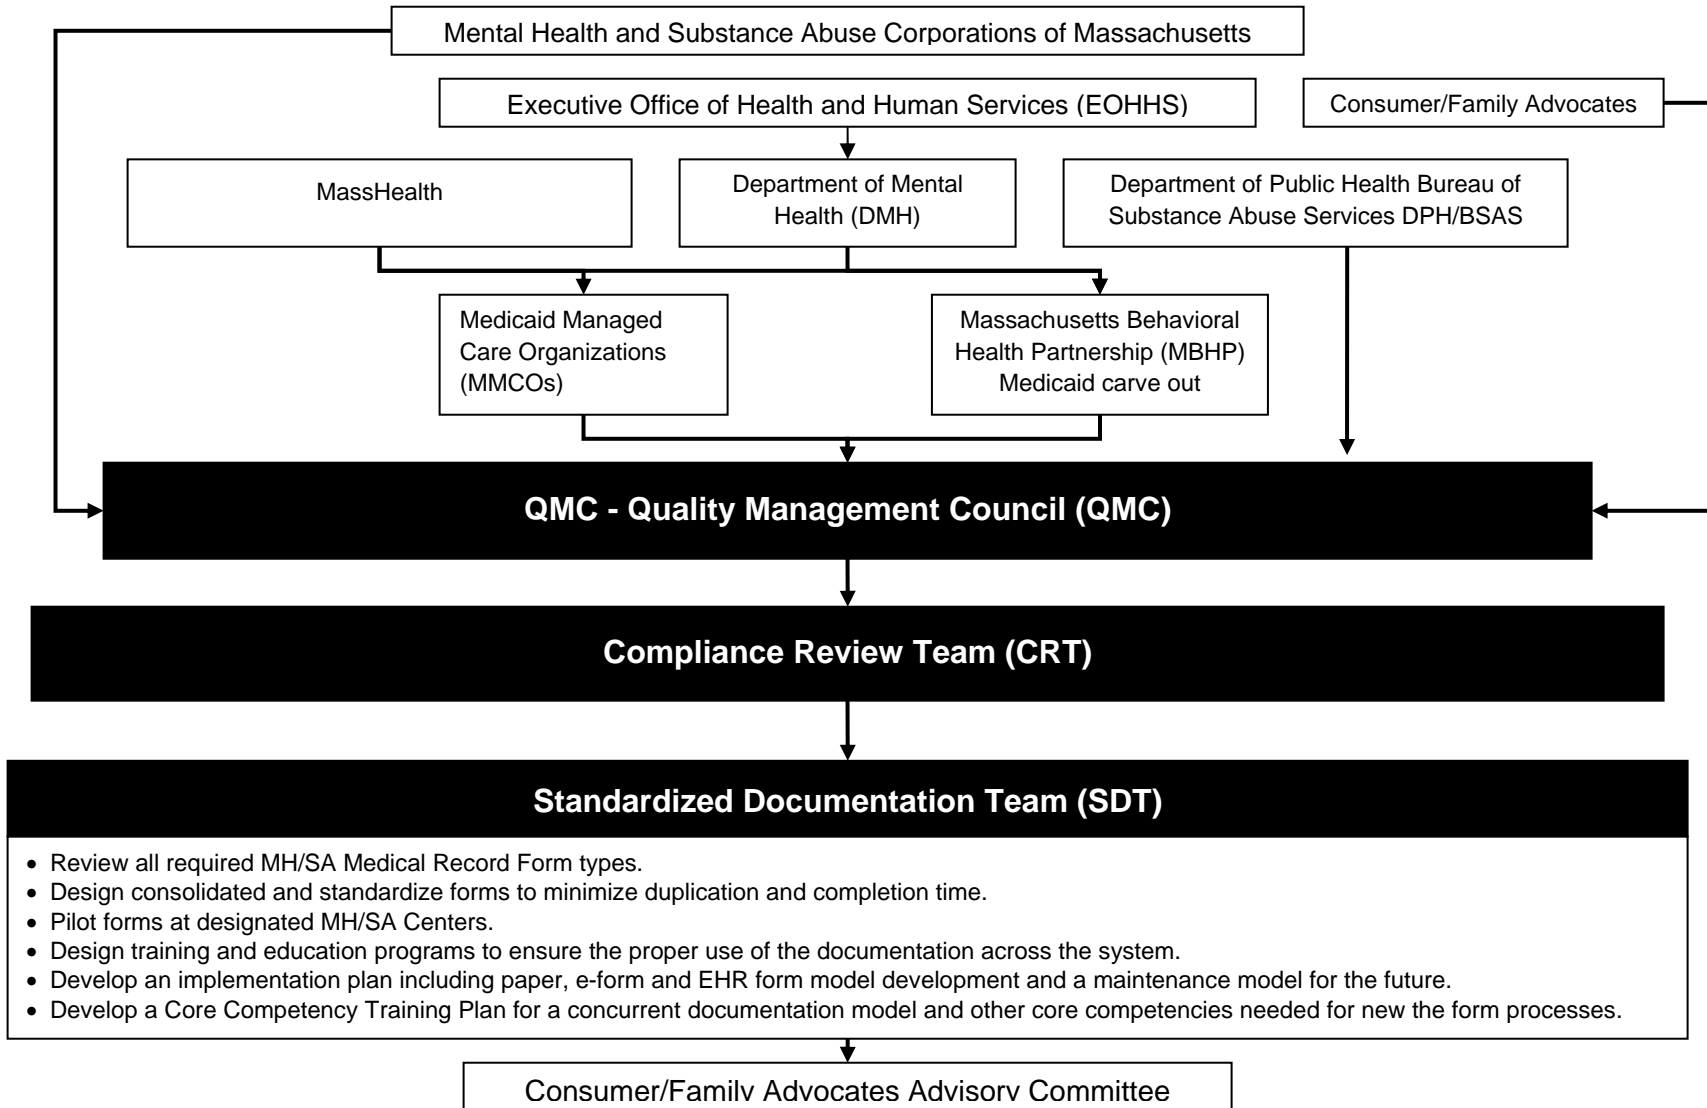 Mental Health and Substance Abuse Corporations of Massachusetts
Executive Office of Health and Human Services (EOHHS)
Consumer/Family Advocates
MassHealth
Department of Mental
Health (DMH)
Department of Public Health Bureau of
Substance Abuse Services DPH/BSAS
Medicaid Managed
Care Organizations
(MMCOs)
Massachusetts Behavioral
Health Partnership (MBHP)
Medicaid carve out
QMC - Quality Management Council (QMC)
Compliance Review Team (CRT)
Standardized Documentation Team (SDT)
• Review all required MH/SA Medical Record Form types.
• Design consolidated and standardize forms to minimize duplication and completion time.
• Pilot forms at designated MH/SA Centers.
• Design training and education programs to ensure the proper use of the documentation across the system.
• Develop an implementation plan including paper, e-form and EHR form model development and a maintenance model for the future.
• Develop a Core Competency Training Plan for a concurrent documentation model and other core competencies needed for new the form processes.
Consumer/Family Advocates Advisory Committee